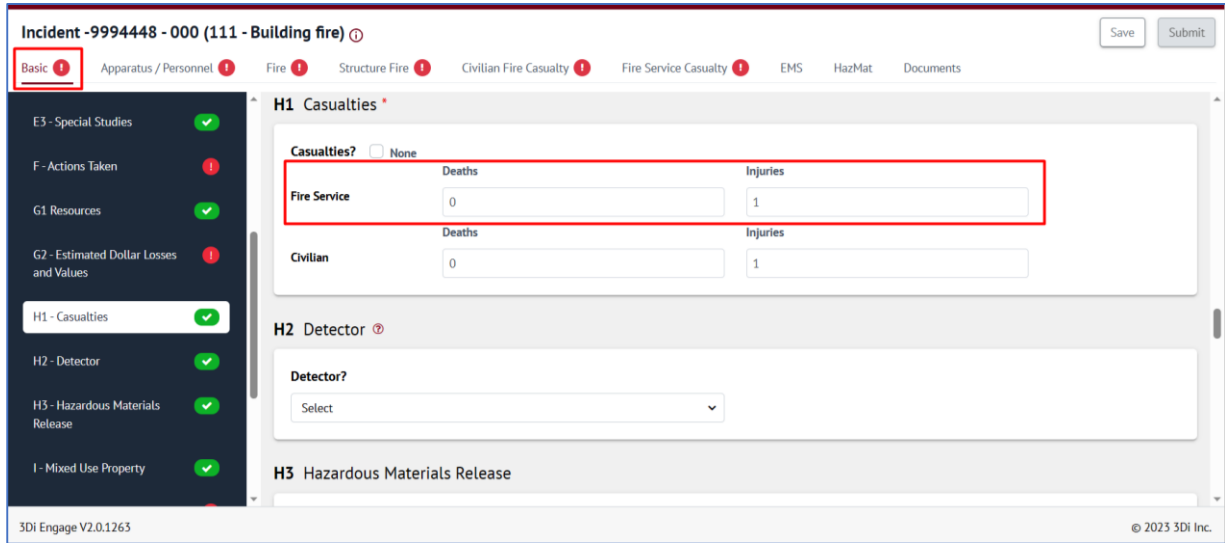 Incident -9994448 - 000 (111 - Building fire)
Save
Submit
Basic
Apparatus / Personnel
Fire
Structure Fire
Civilian Fire Casualty
Fire Service Casualty
EMS
HazMat
Documents
E3 - Special Studies
F - Actions Taken
G1 Resources
G2 - Estimated Dollar Losses
and Values
H1 - Casualties
H2 - Detector
H3 - Hazardous Materials
Release
I - Mixed Use Property
H1 Casualties *
Casualties? None
Deaths Injuries
Fire Service
0 1
Deaths Injuries
Civilian
0 1
H2 Detector
Detector?
Select
H3 Hazardous Materials Release
3Di Engage V2.0.1263
© 2023 3Di Inc.